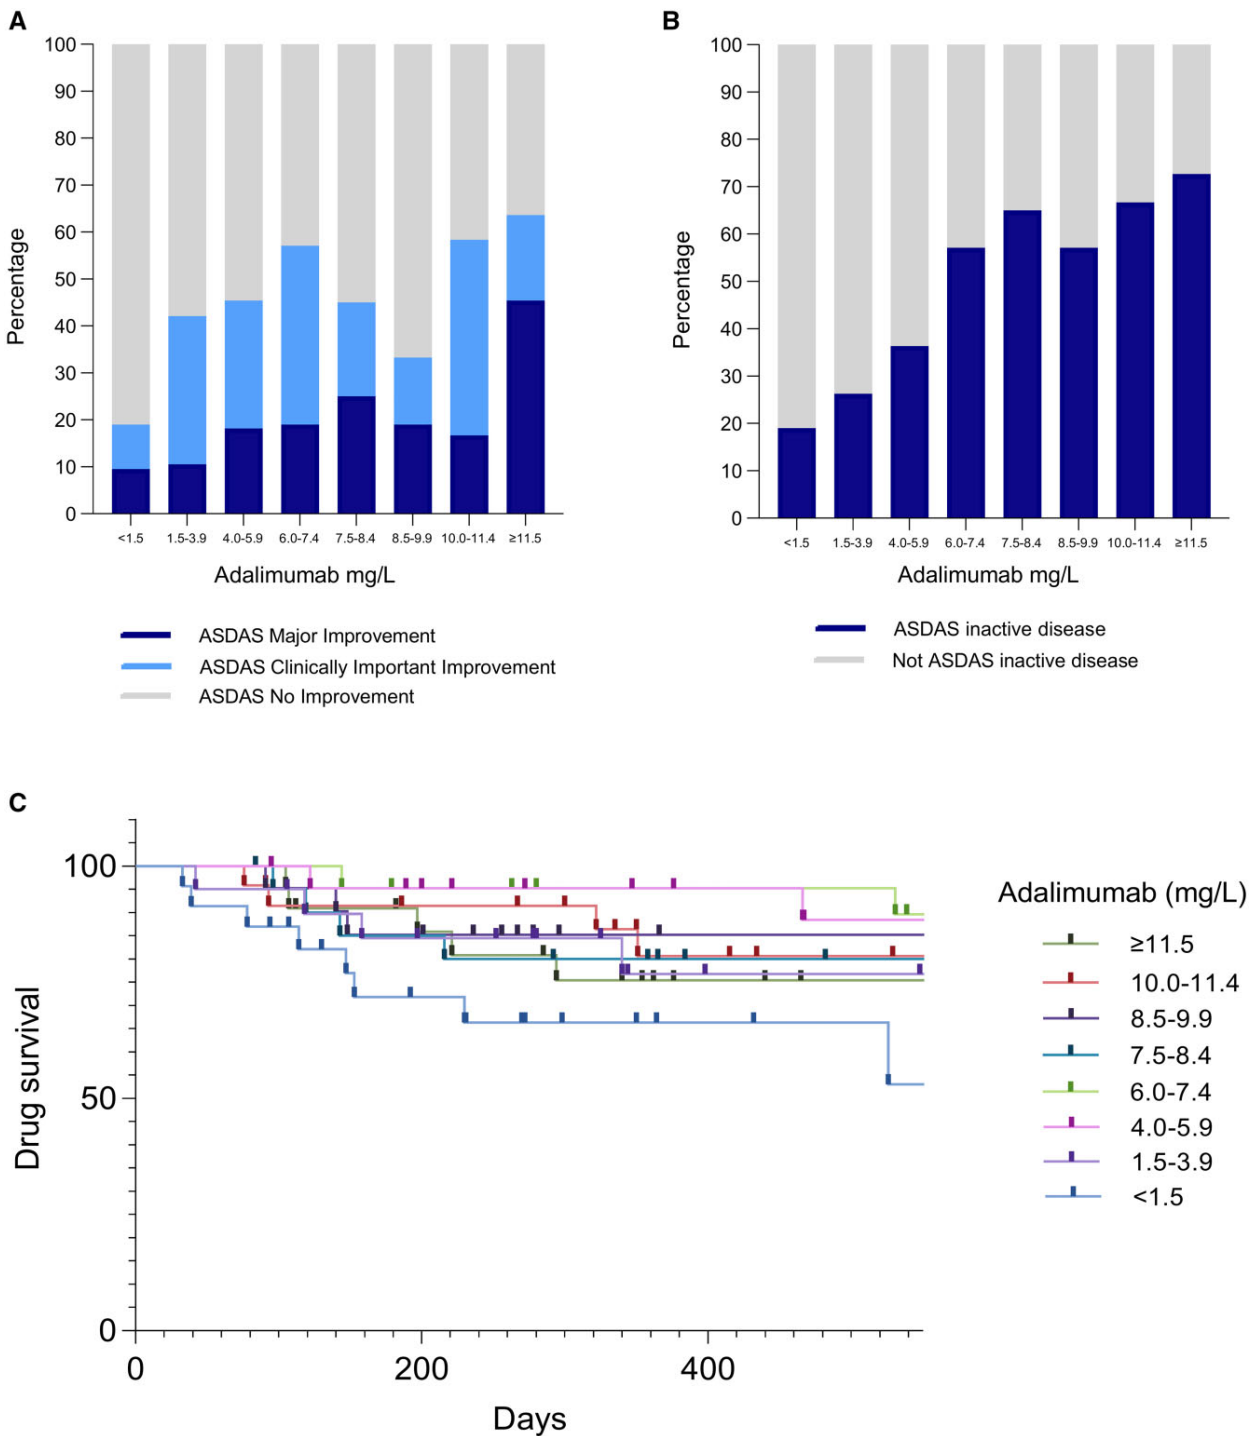 A
100
90
80
70
60
50
40
30
20
10
0
Percentage
<1.5 1.5-3.9 4.0-5.9 6.0-7.4 7.5-8.4 8.5-9.9 10.0-11.4 ≥11.5
Adalimumab mg/L
ASDAS Major Improvement
ASDAS Clinically Important Improvement
ASDAS No Improvement
B
100
90
80
70
60
50
40
30
20
10
0
Percentage
<1.5 1.5-3.9 4.0-5.9 6.0-7.4 7.5-8.4 8.5-9.9 10.0-11.4 ≥11.5
Adalimumab mg/L
ASDAS inactive disease
Not ASDAS inactive disease
C
100
50
0
Drug survival
0 200 400
Days
Adalimumab (mg/L)
≥11.5
10.0-11.4
8.5-9.9
7.5-8.4
6.0-7.4
4.0-5.9
1.5-3.9
<1.5